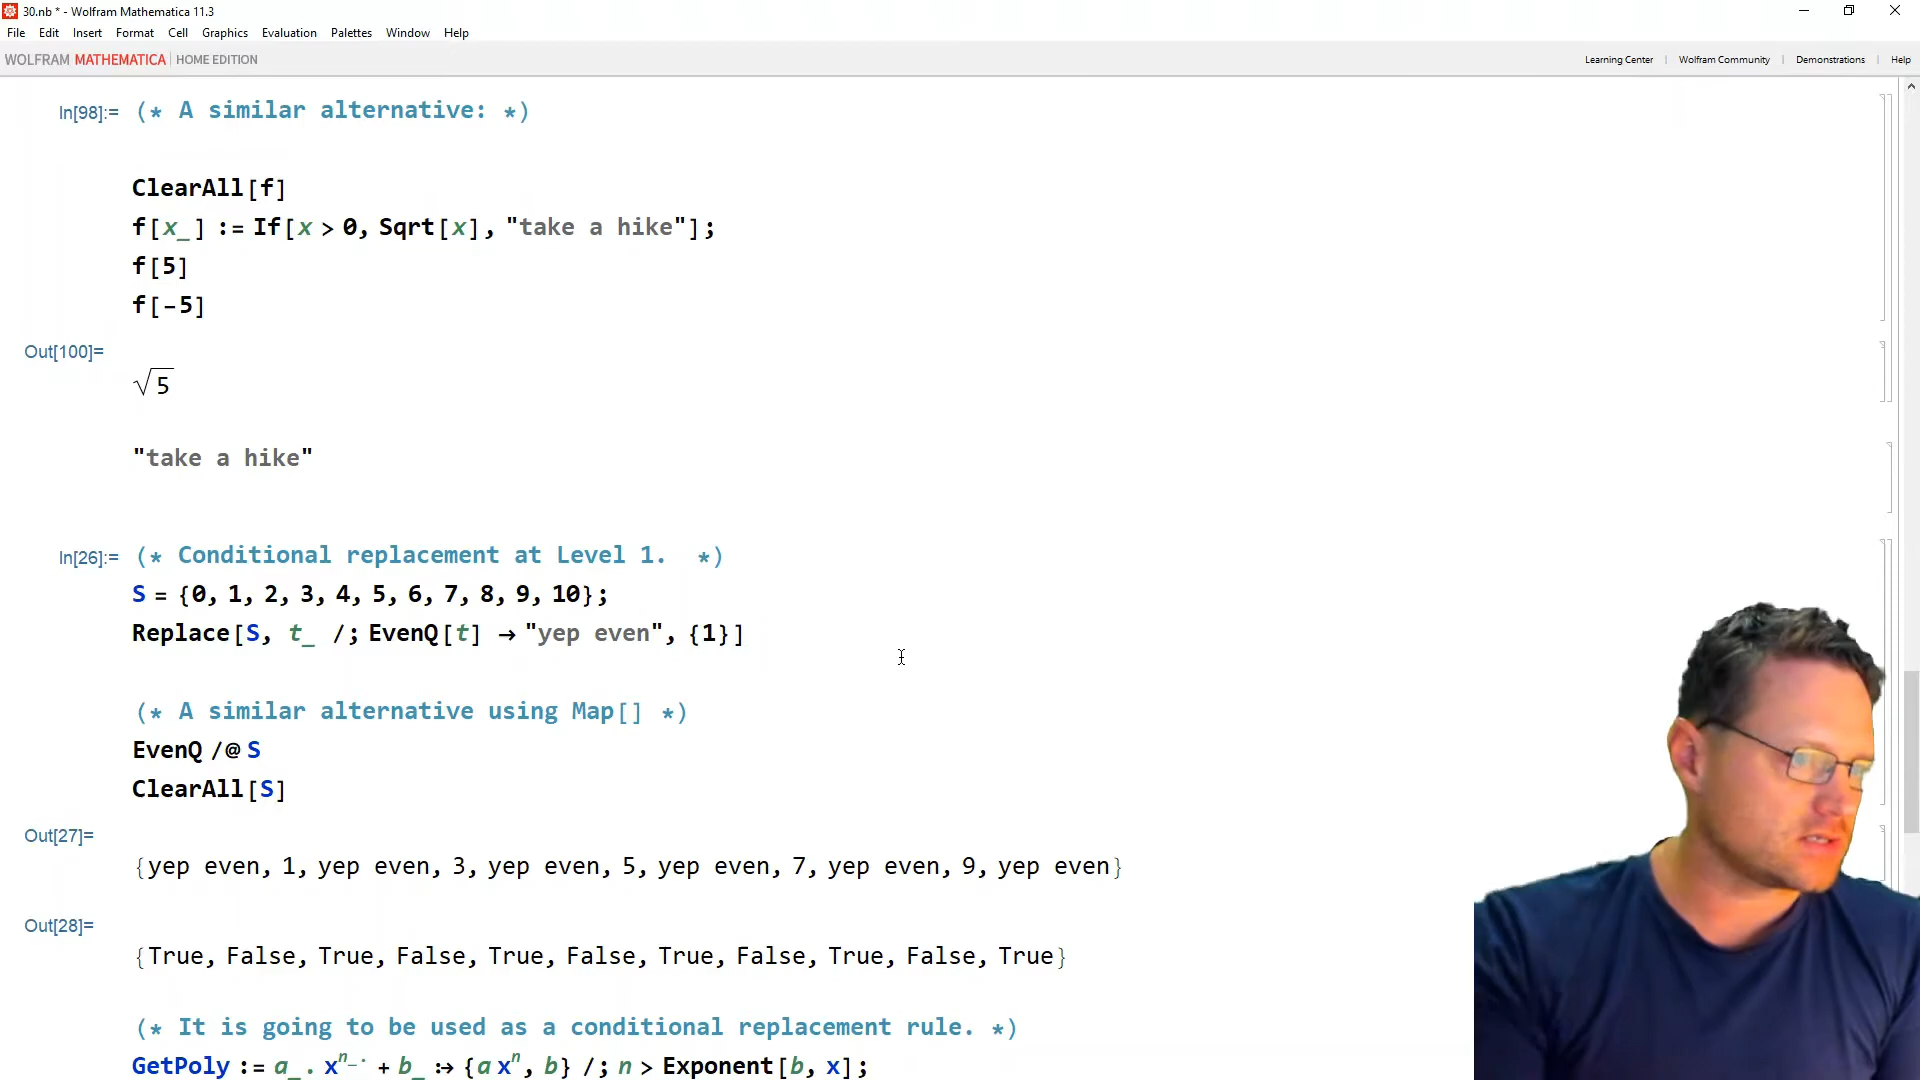 30.nb * - Wolfram Mathematica 11.3
File Edit Insert Format Cell Graphics Evaluation Palettes Window Help
WOLFRAM MATHEMATICA | HOME EDITION
Learning Center | Wolfram Community | Demonstrations | Help
In[98]:= (* A similar alternative: *)
ClearAll[f]
f[x_] := If[x > 0, Sqrt[x], "take a hike"];
f[5]
f[-5]
Out[100]=
√5
"take a hike"
In[26]:= (* Conditional replacement at Level 1.  *)
S = {0, 1, 2, 3, 4, 5, 6, 7, 8, 9, 10};
Replace[S, t_ /; EvenQ[t] → "yep even", {1}]
(* A similar alternative using Map[] *)
EvenQ /@ S
ClearAll[S]
Out[27]=
{yep even, 1, yep even, 3, yep even, 5, yep even, 7, yep even, 9, yep even}
Out[28]=
{True, False, True, False, True, False, True, False, True, False, True}
(* It is going to be used as a conditional replacement rule. *)
GetPoly := a_. x^n_. + b_ :→ {a x^n, b} /; n > Exponent[b, x];